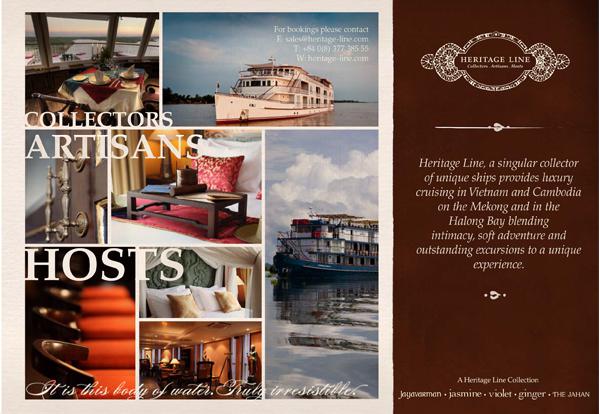 For bookings please contact
E: sales@heritage-line.com
T: +84 0(8) 377 385 55
W: heritage-line.com
COLLECTORS
ARTISANS
HOSTS
It is this body of water. Truly irresistible.
HERITAGE LINE
Collectors . Artisans . Hosts
Heritage Line, a singular collector
of unique ships provides luxury
cruising in Vietnam and Cambodia
on the Mekong and in the
Halong Bay blending
intimacy, soft adventure and
outstanding excursions to a unique
experience.
A Heritage Line Collection
Jayavarman • jasmine • violet • ginger • THE JAHAN